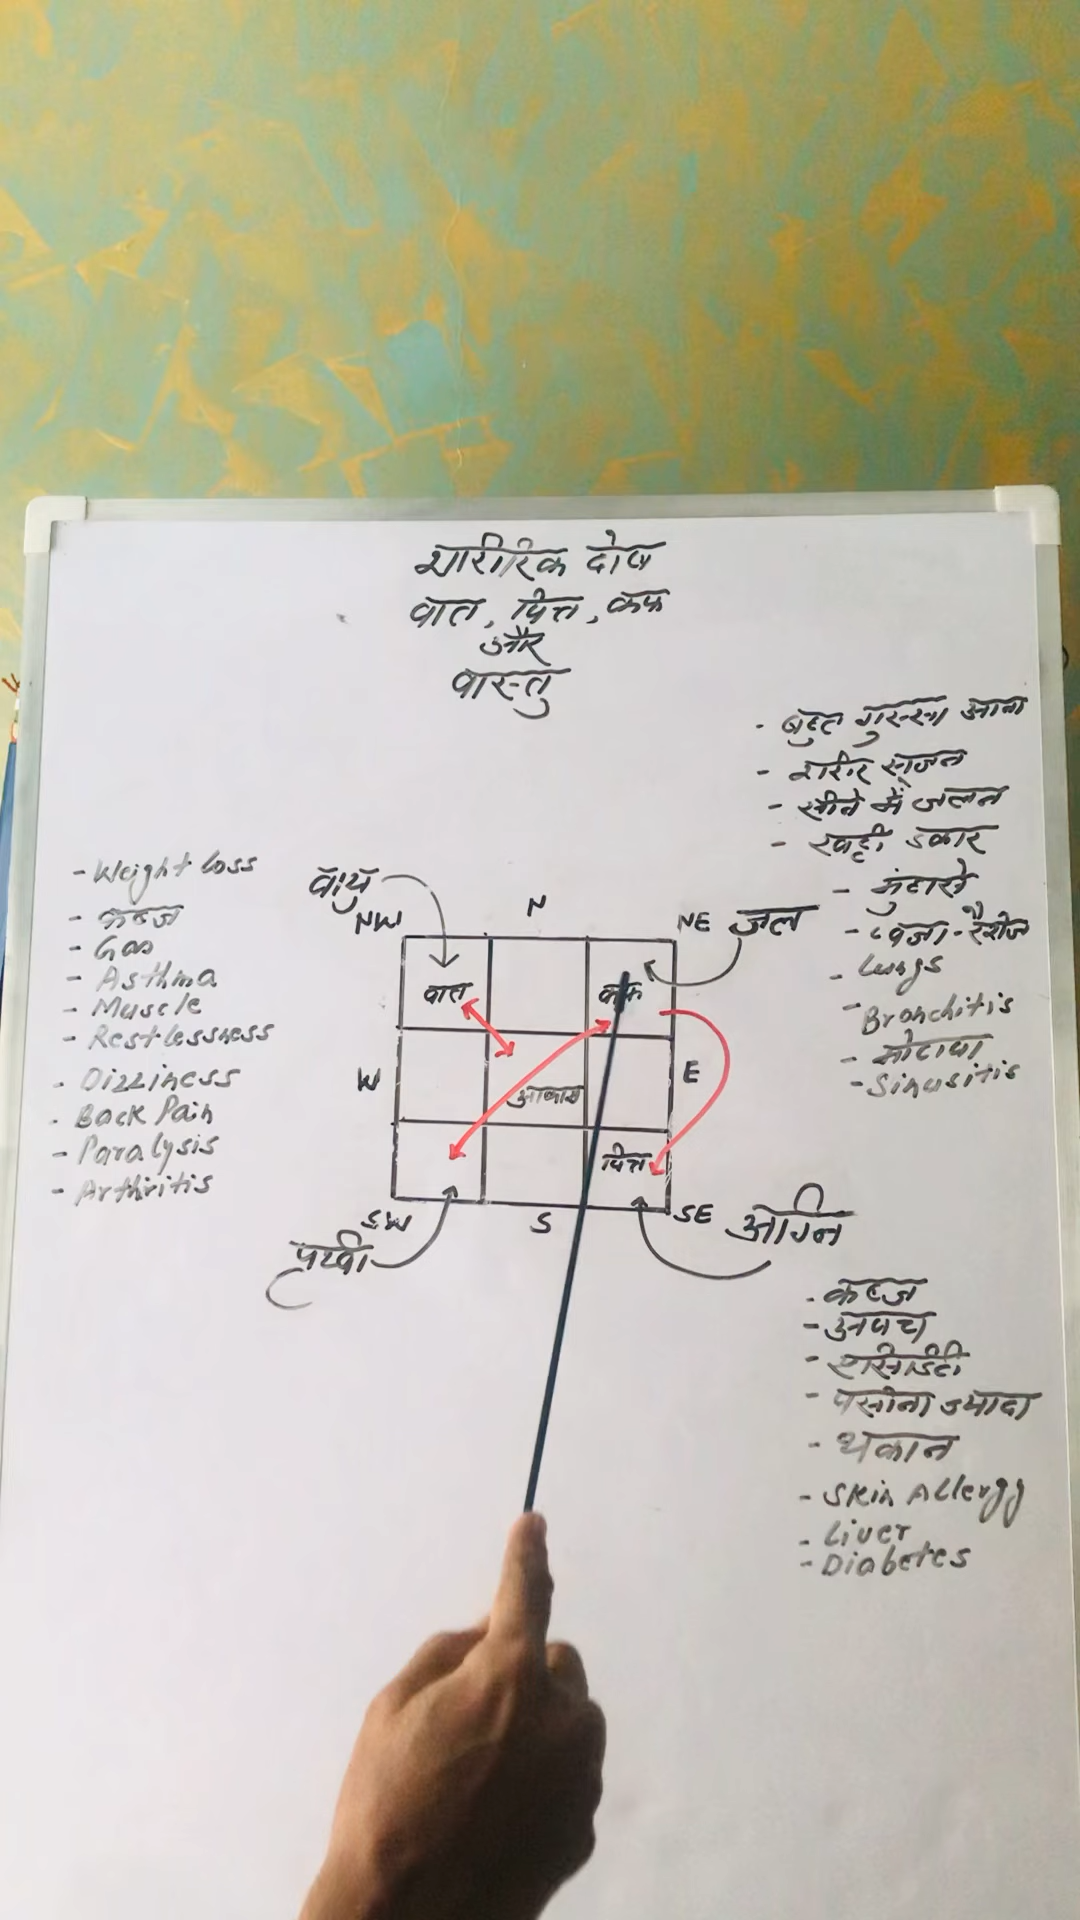 शारीरिक दोष
वात, पित्त, कफ
और
वास्तु
- बहुत गुस्सा आना
- शरीर सूजन
- सीने में जलन
- खट्टी डकार
- मुंहासे
- त्वजा - रैशेज
- Lungs
- Bronchitis
- मोटापा
- Sinusitis
- Weight Loss
- कब्ज
- Gas
- Asthma
- Muscle
- Restlessness
- Dizziness
- Back Pain
- Paralysis
- Arthiritis
वायु
NW
N
NE
जल
वात
कफ
W
आकाश
E
पित्त
SW
S
SE
पृथ्वी
अग्नि
- कब्ज
- अपच
- एसिडिटी
- पसीना ज्यादा
- थकान
- Skin Allergy
- Liver
- Diabetes